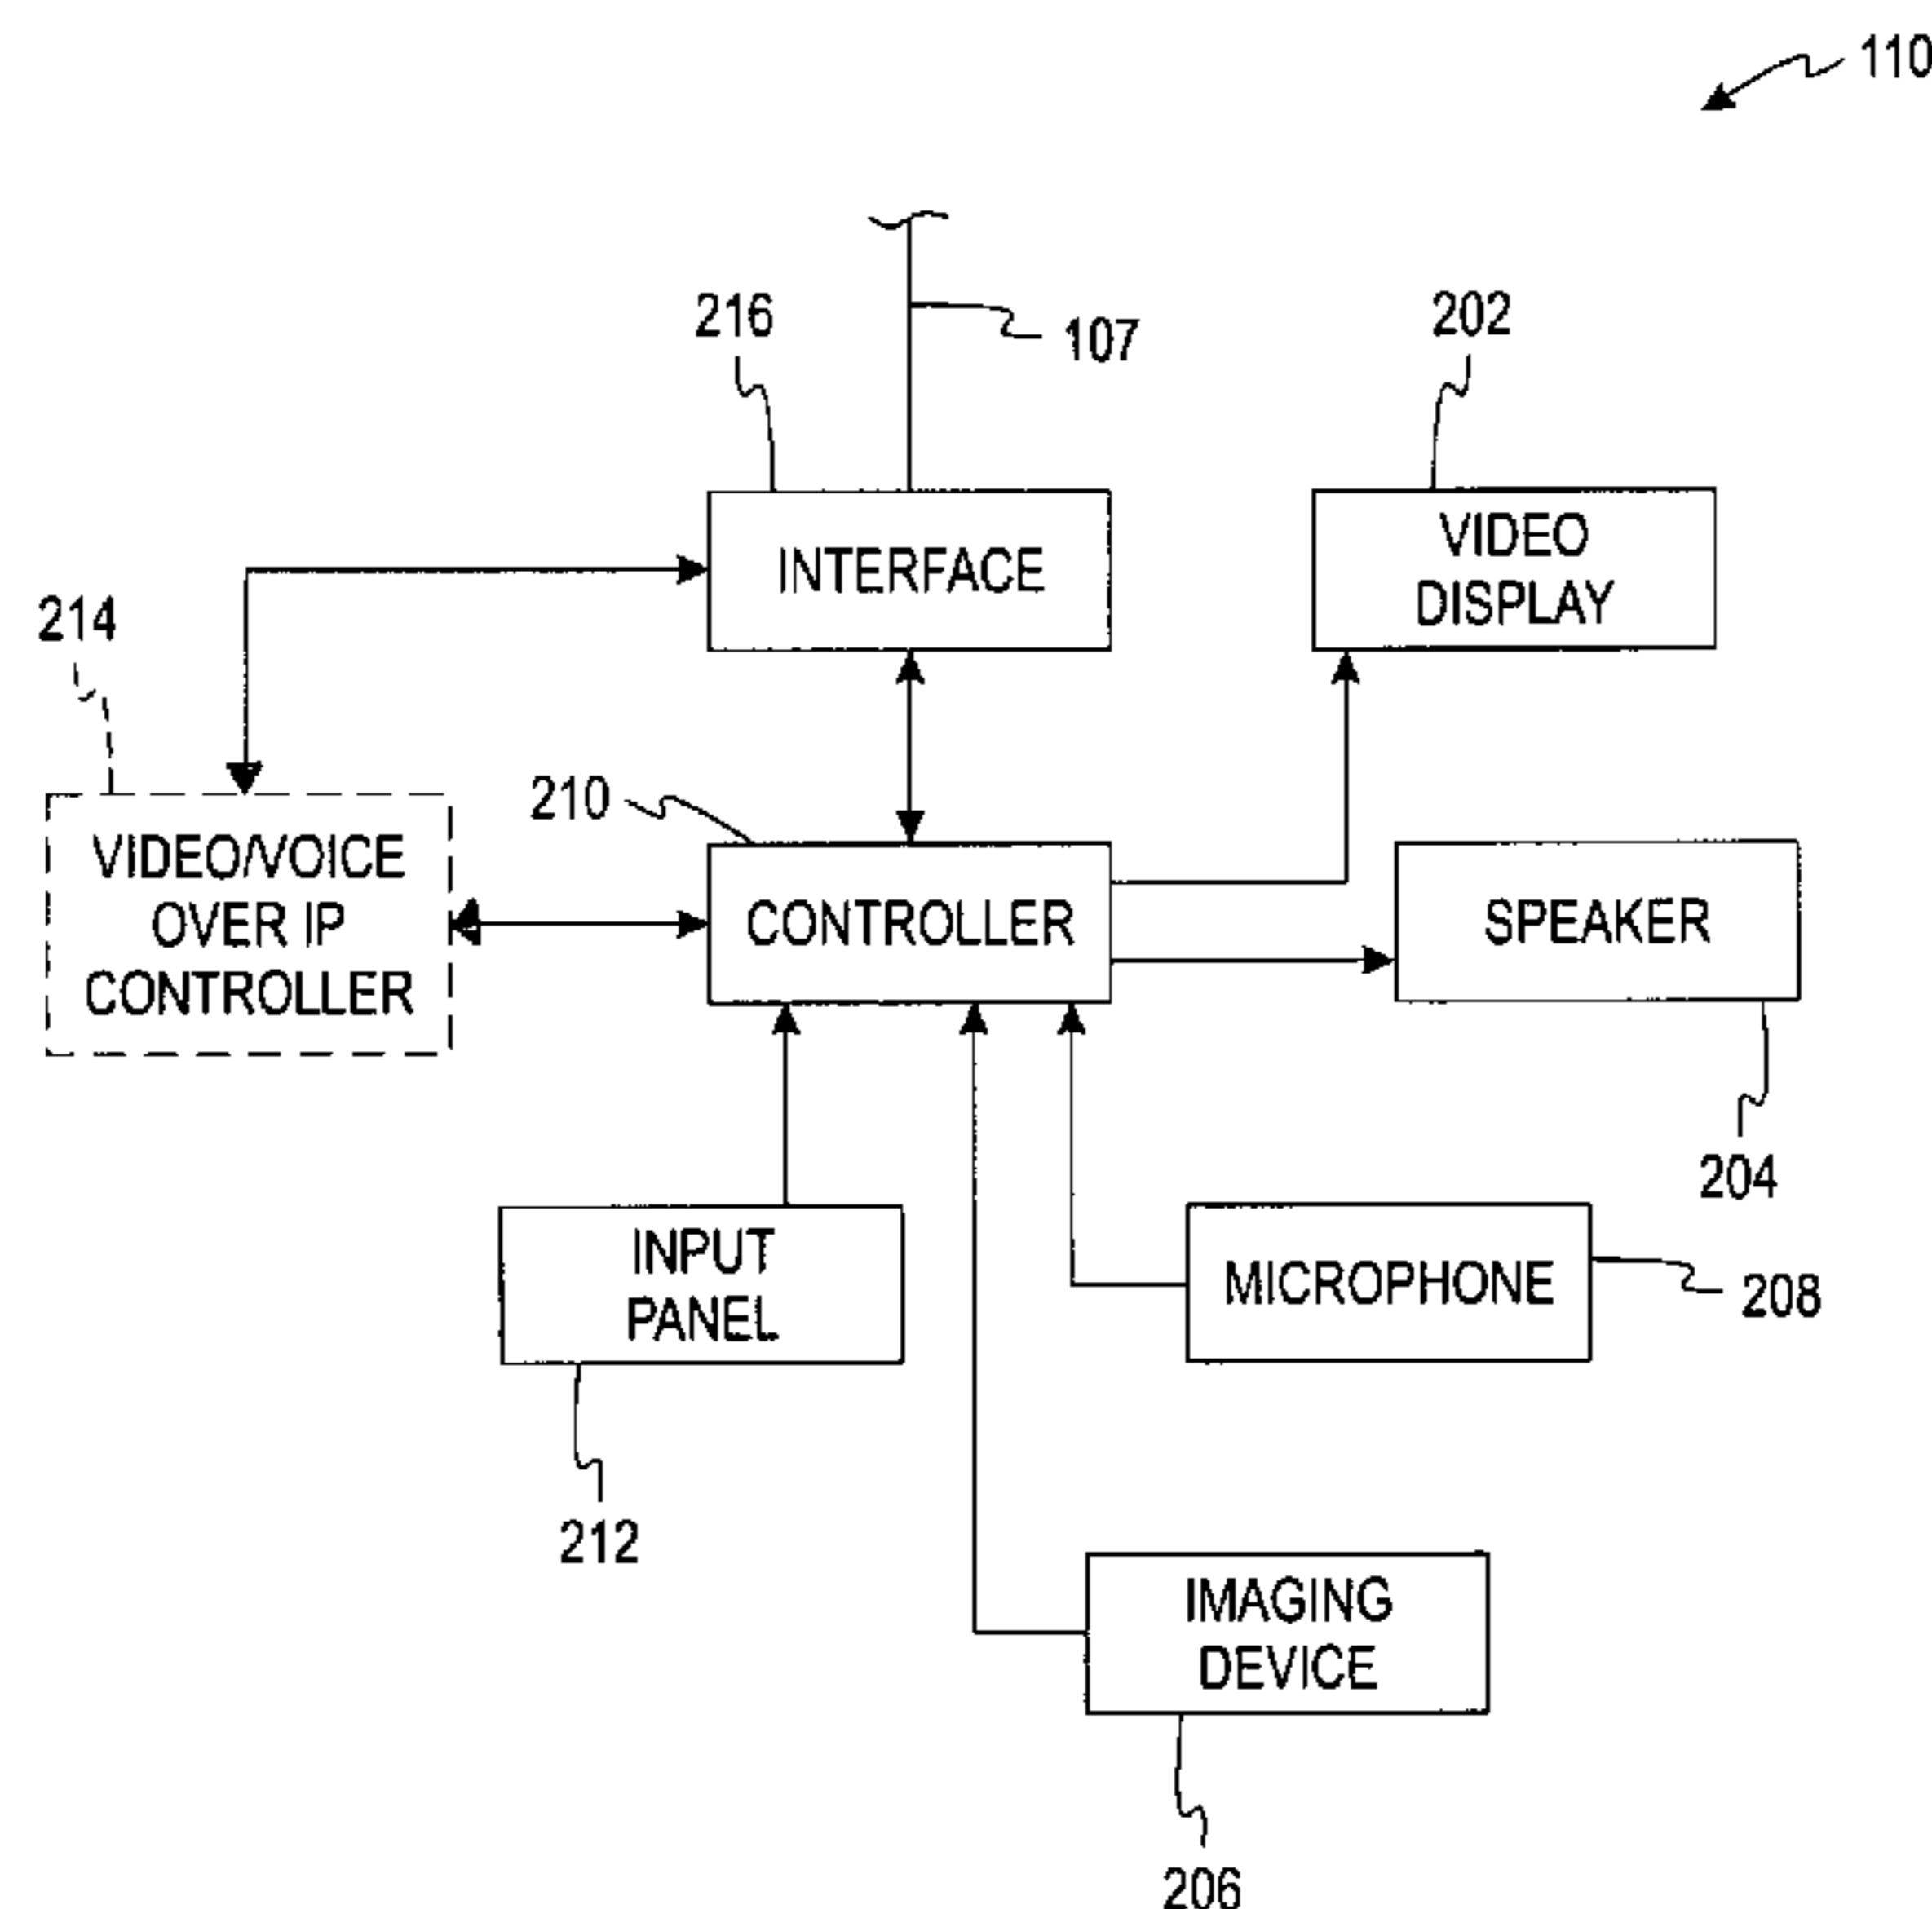 110
216
107
202
INTERFACE
VIDEO
DISPLAY
214
210
VIDEO/VOICE
OVER IP
CONTROLLER
CONTROLLER
SPEAKER
204
INPUT
PANEL
MICROPHONE
208
212
IMAGING
DEVICE
206